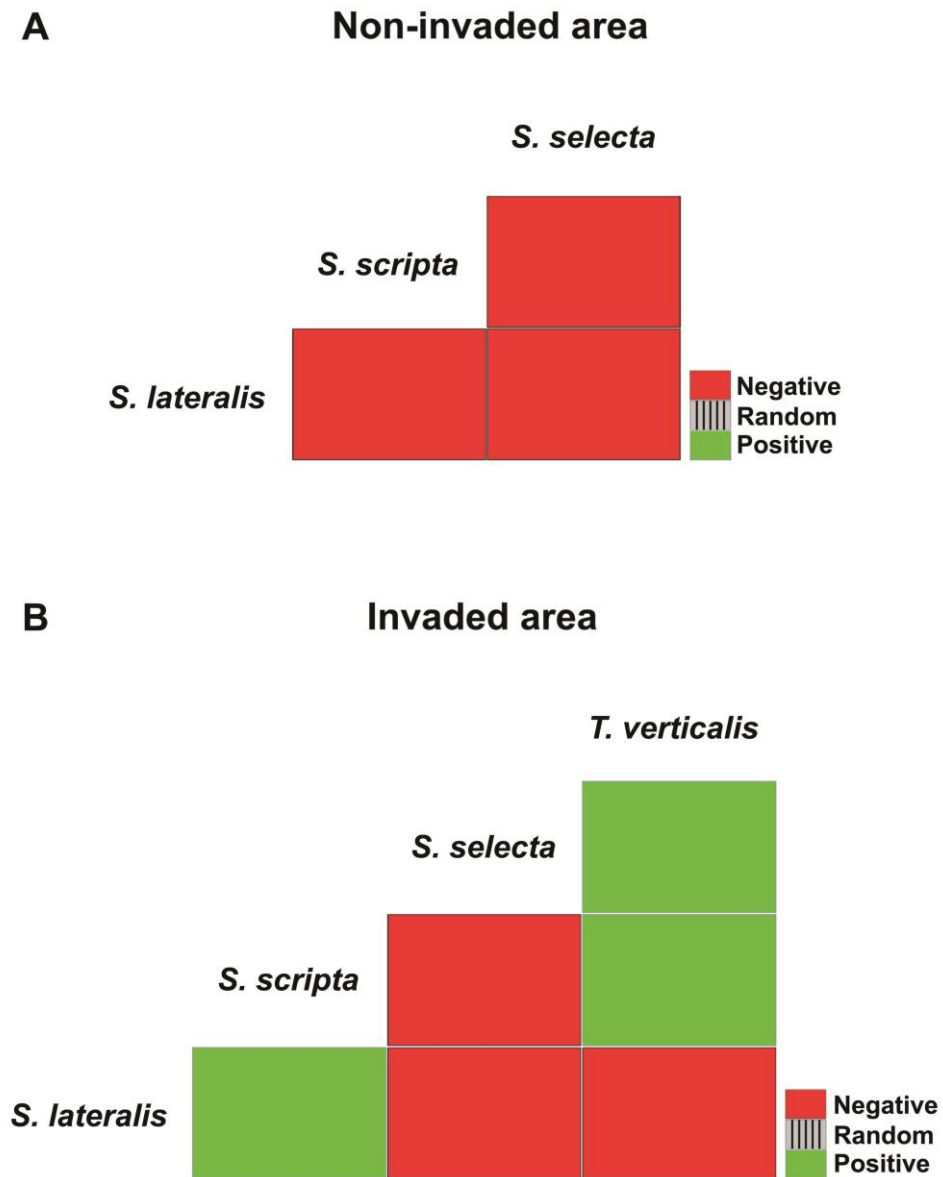 A
Non-invaded area
S. selecta
S. scripta
S. lateralis
Negative
Random
Positive
B
Invaded area
T. verticalis
S. selecta
S. scripta
S. lateralis
Negative
Random
Positive